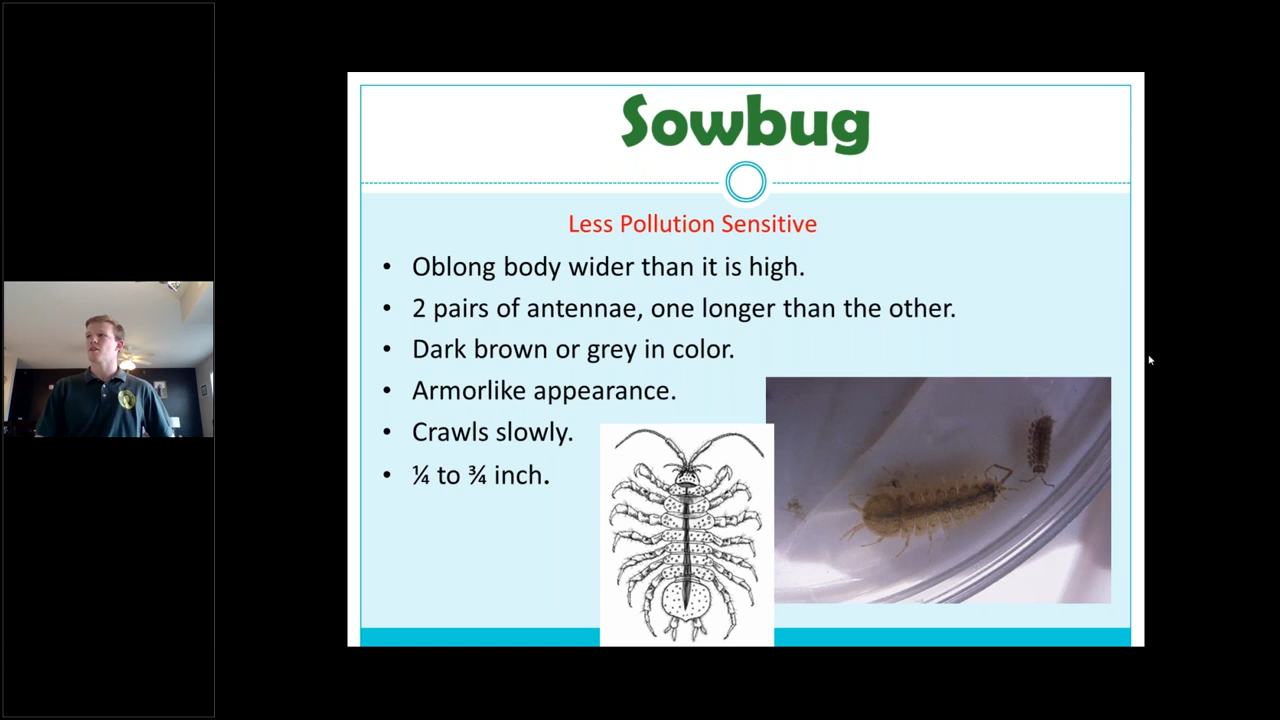 Sowbug
Less Pollution Sensitive
• Oblong body wider than it is high.
• 2 pairs of antennae, one longer than the other.
• Dark brown or grey in color.
• Armorlike appearance.
• Crawls slowly.
• ¼ to ¾ inch.